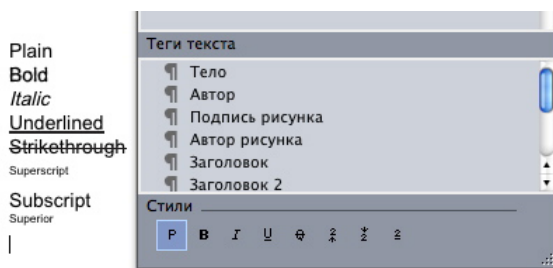 Plain
Bold
Italic
Underlined
Strikethrough
Superscript
Subscript
Superior
Теги текста
¶ Тело
¶ Автор
¶ Подпись рисунка
¶ Автор рисунка
¶ Заголовок
¶ Заголовок 2
Стили
P B I U